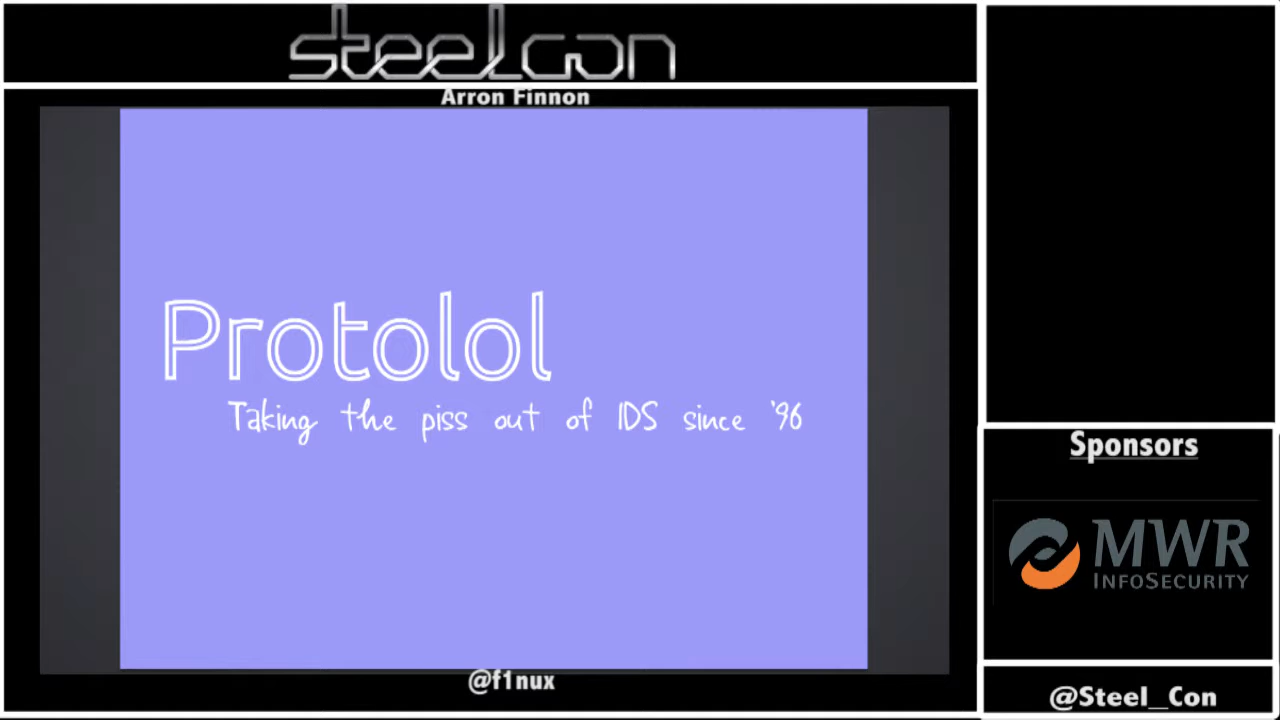 steelcon
Arron Finnon
Protolol
Taking the piss out of IDS since '96
@f1nux
Sponsors
MWR
INFOSECURITY
@Steel_Con